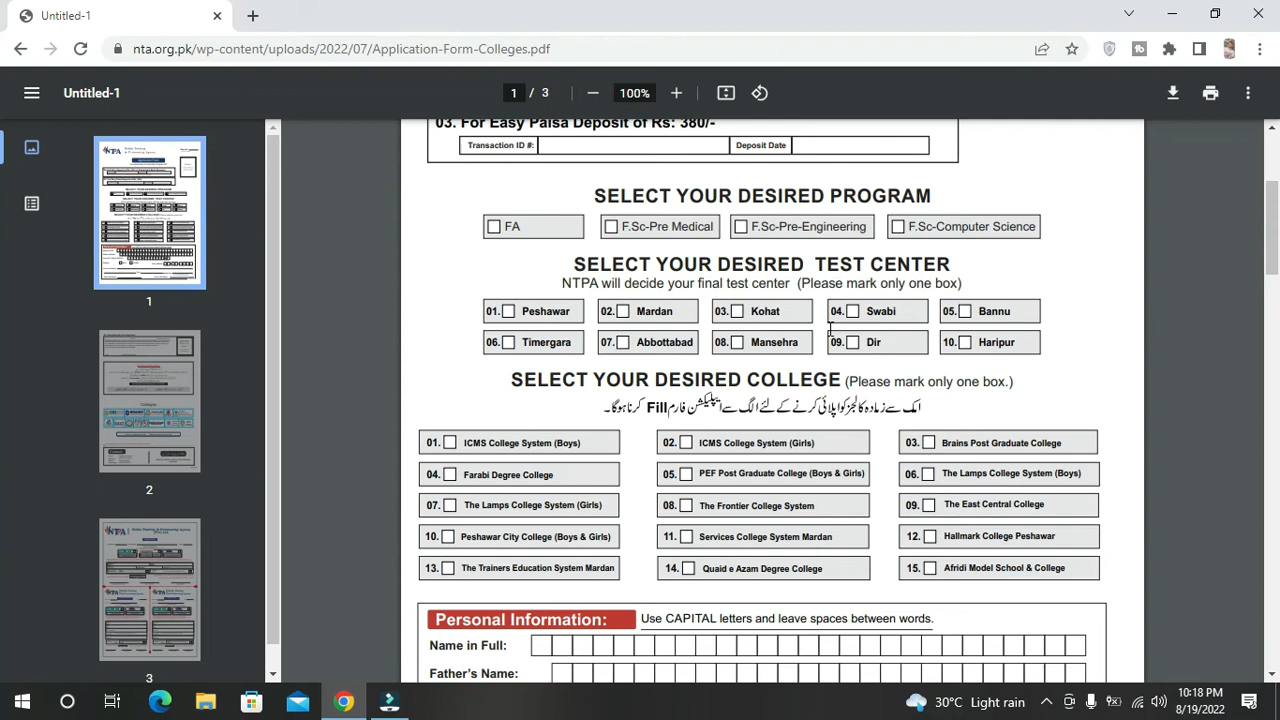 Untitled-1
nta.org.pk/wp-content/uploads/2022/07/Application-Form-Colleges.pdf
Untitled-1
1 / 3
100%
03. For Easy Paisa Deposit of Rs: 380/-
Transaction ID #:
Deposit Date
SELECT YOUR DESIRED PROGRAM
FA
F.Sc-Pre Medical
F.Sc-Pre-Engineering
F.Sc-Computer Science
SELECT YOUR DESIRED TEST CENTER
NTPA will decide your final test center (Please mark only one box)
01. Peshawar
02. Mardan
03. Kohat
04. Swabi
05. Bannu
06. Timergara
07. Abbottabad
08. Mansehra
09. Dir
10. Haripur
SELECT YOUR DESIRED COLLEGE (Please mark only one box.)
ایک سے زیادہ کالجز کو اپلائی کرنے کے لئے الگ سے ایپلیکشن فارم Fill کرنا ہوگا۔
01. ICMS College System (Boys)
02. ICMS College System (Girls)
03. Brains Post Graduate College
04. Farabi Degree College
05. PEF Post Graduate College (Boys & Girls)
06. The Lamps College System (Boys)
07. The Lamps College System (Girls)
08. The Frontier College System
09. The East Central College
10. Peshawar City College (Boys & Girls)
11. Services College System Mardan
12. Hallmark College Peshawar
13. The Trainers Education System Mardan
14. Quaid e Azam Degree College
15. Afridi Model School & College
Personal Information: Use CAPITAL letters and leave spaces between words.
Name in Full:
Father's Name:
1
2
3
30°C Light rain
10:18 PM
8/19/2022